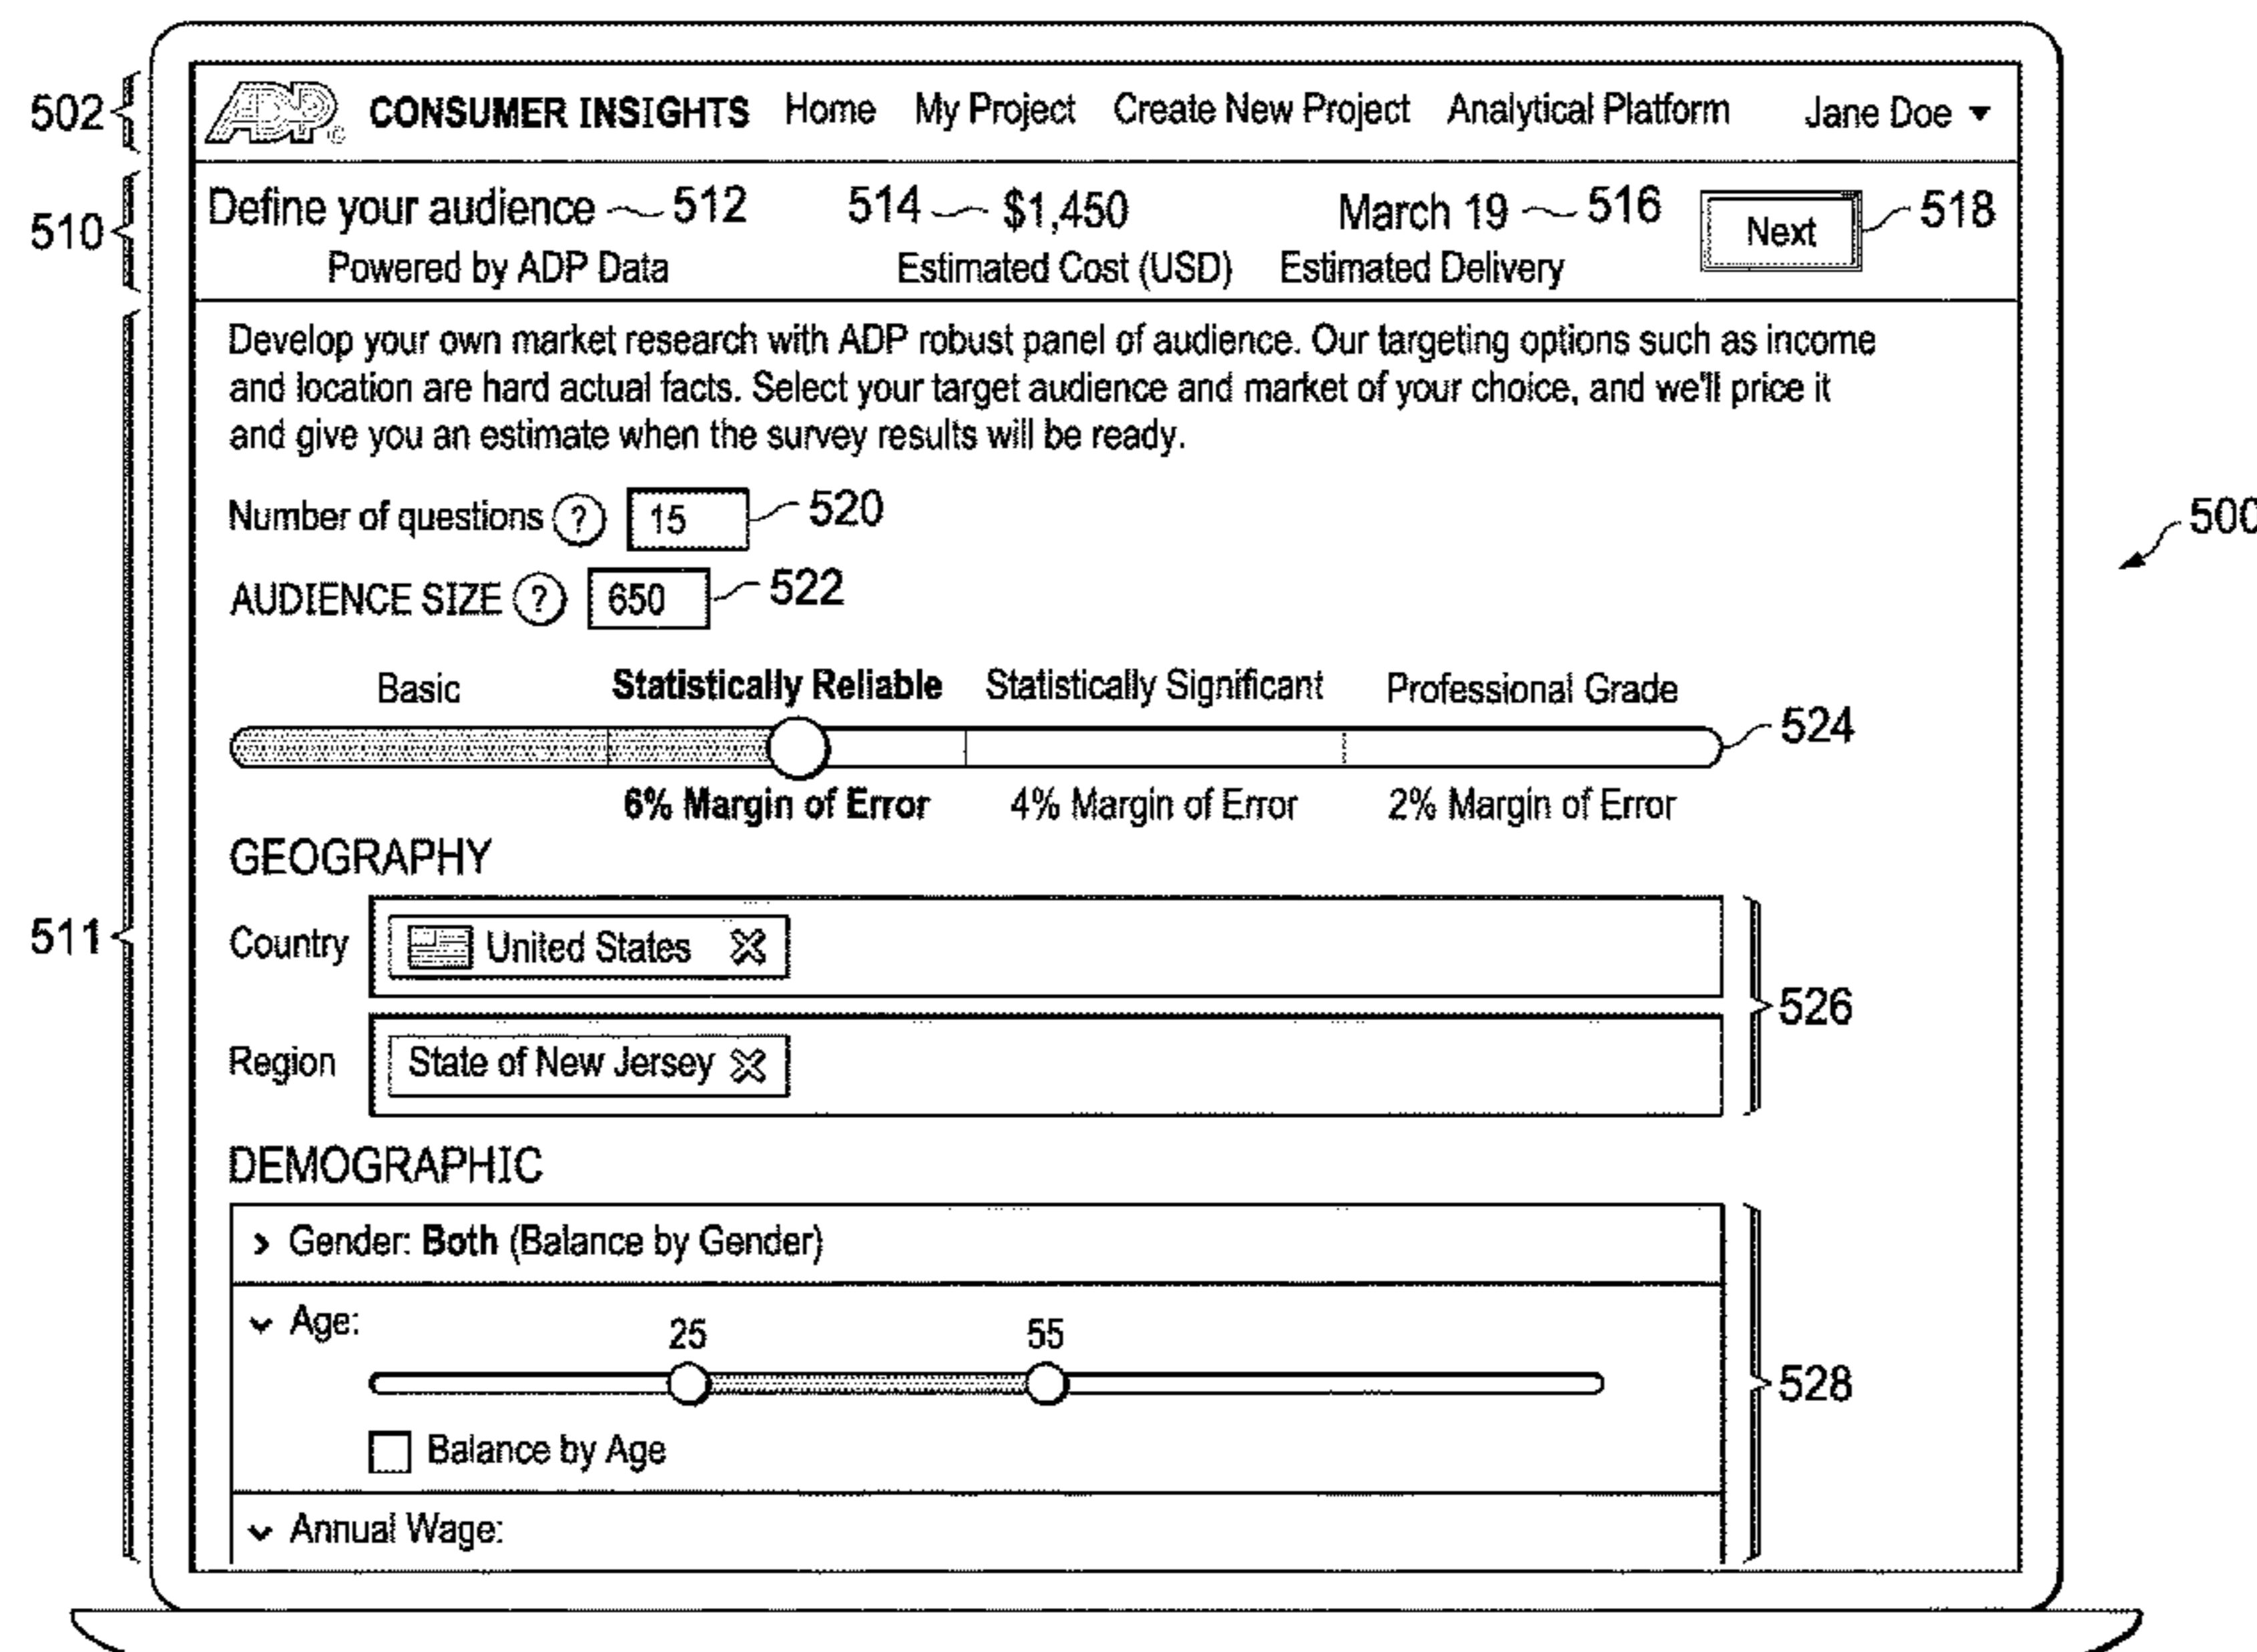 502 ADP® CONSUMER INSIGHTS Home My Project Create New Project Analytical Platform Jane Doe
510 Define your audience 512 514 $1,450 March 19 516 Next 518
Powered by ADP Data Estimated Cost (USD) Estimated Delivery
Develop your own market research with ADP robust panel of audience. Our targeting options such as income
and location are hard actual facts. Select your target audience and market of your choice, and we'll price it
and give you an estimate when the survey results will be ready.
Number of questions ? 15 520
500
AUDIENCE SIZE ? 650 522
Basic Statistically Reliable Statistically Significant Professional Grade
524
6% Margin of Error 4% Margin of Error 2% Margin of Error
GEOGRAPHY
511 Country United States
526
Region State of New Jersey
DEMOGRAPHIC
Gender: Both (Balance by Gender)
Age: 25 55
528
Balance by Age
Annual Wage: